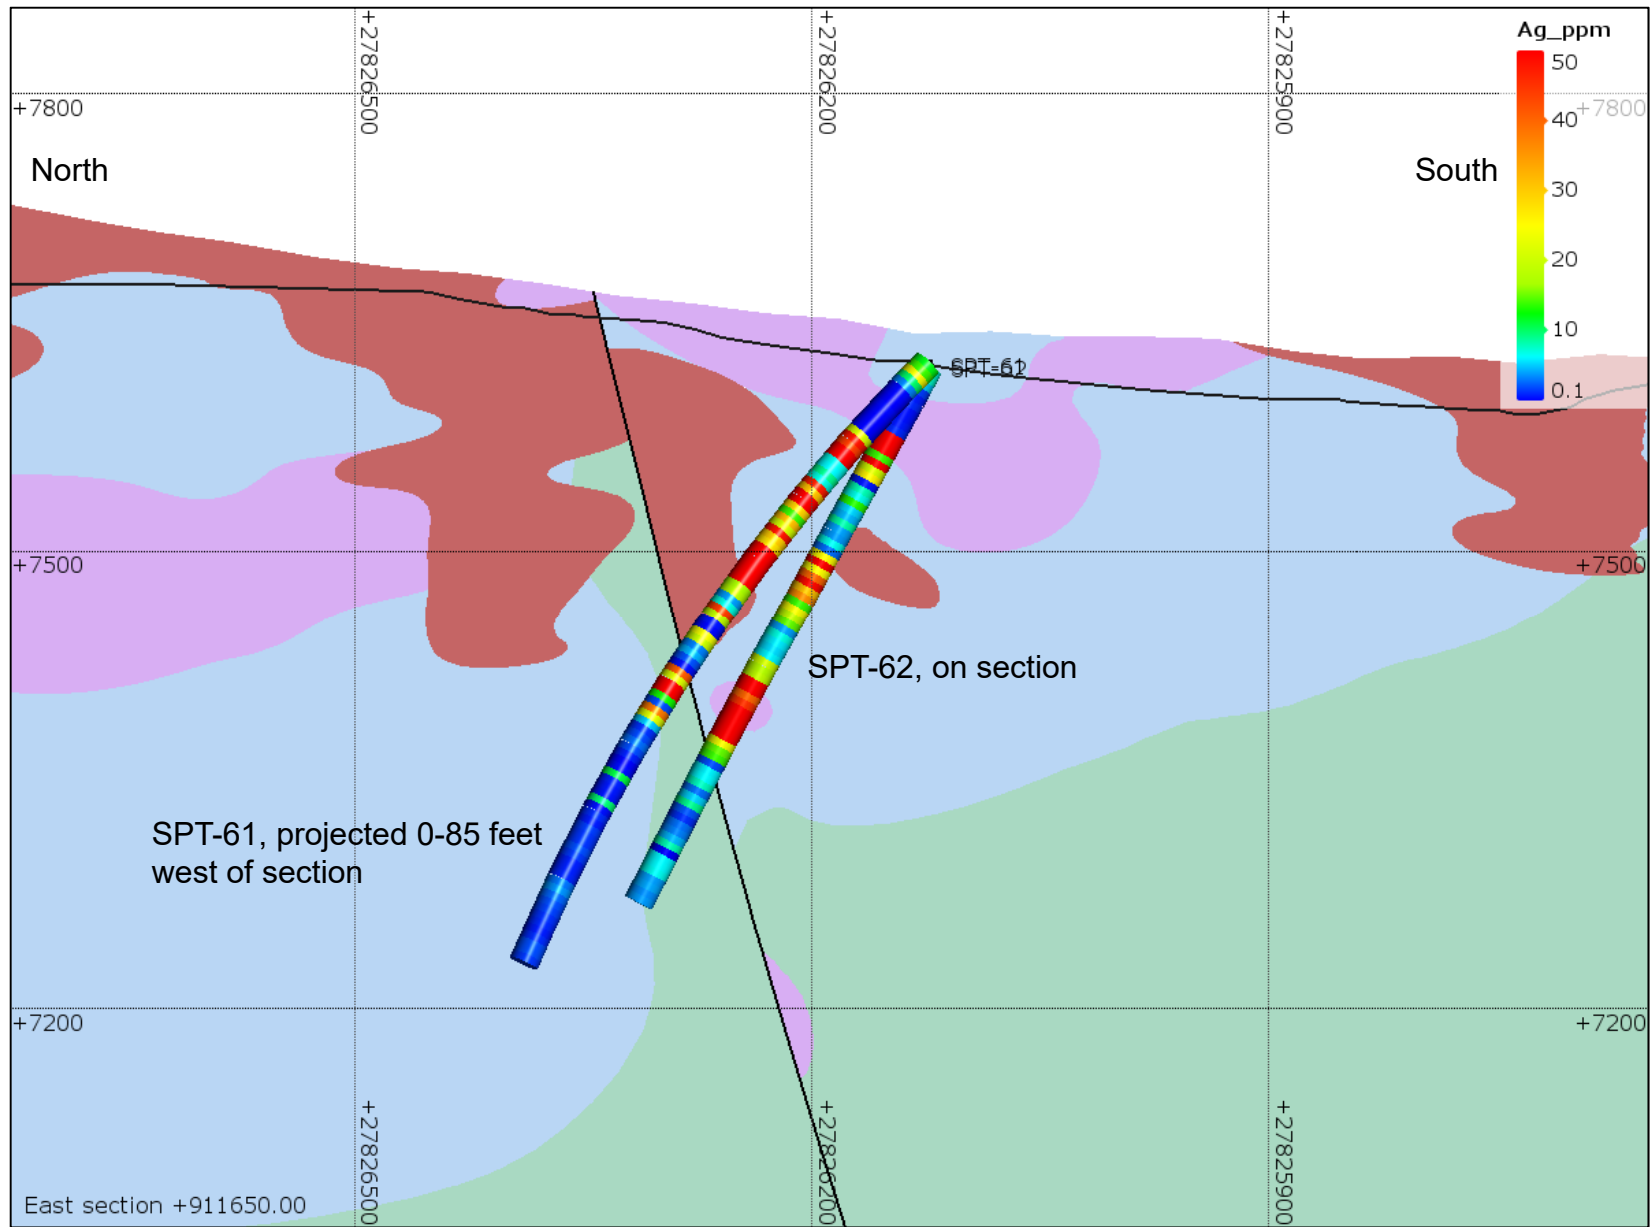 +27826500
+27826200
+27825900
Ag_ppm
50
+7800
40
+7800
North
South
30
20
10
SPT-61
SPT-62
0.1
+7500
+7500
SPT-62, on section
SPT-61, projected 0-85 feet
west of section
+7200
+7200
+27826500
+27826200
+27825900
East section +911650.00